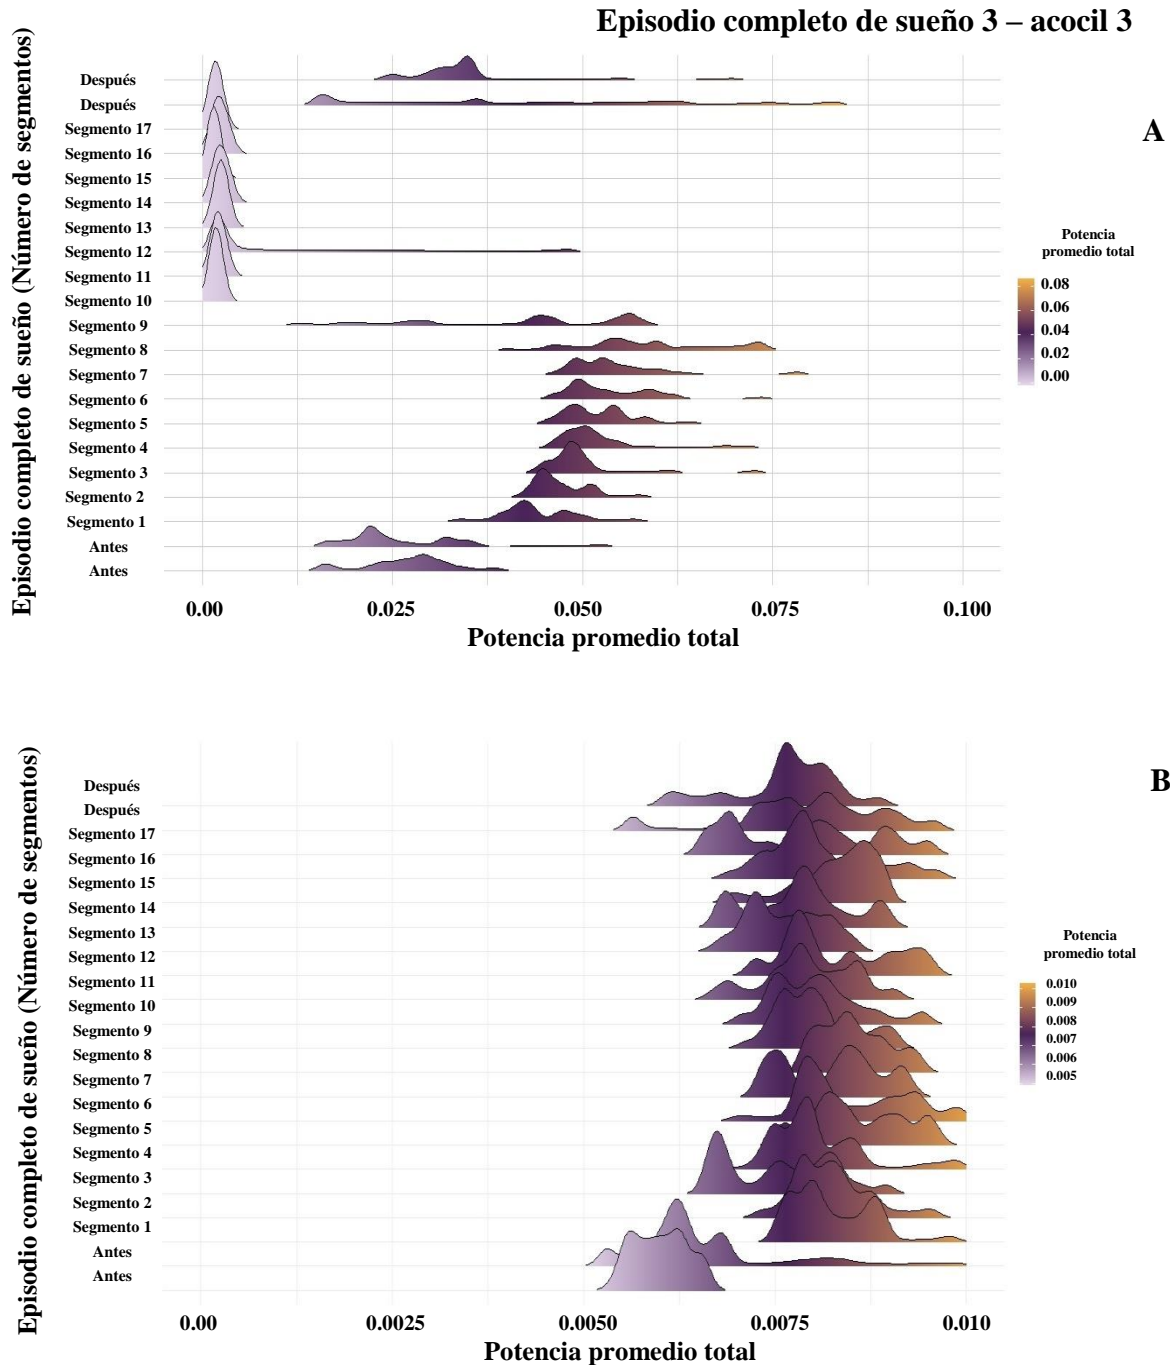 Episodio completo de sueño 3 – acocil 3
A
Episodio completo de sueño (Número de segmentos)
Después
Después
Segmento 17
Segmento 16
Segmento 15
Segmento 14
Segmento 13
Segmento 12
Segmento 11
Segmento 10
Segmento 9
Segmento 8
Segmento 7
Segmento 6
Segmento 5
Segmento 4
Segmento 3
Segmento 2
Segmento 1
Antes
Antes
0.00 0.025 0.050 0.075 0.100
Potencia promedio total
Potencia
promedio total
0.08
0.06
0.04
0.02
0.00
B
Episodio completo de sueño (Número de segmentos)
Después
Después
Segmento 17
Segmento 16
Segmento 15
Segmento 14
Segmento 13
Segmento 12
Segmento 11
Segmento 10
Segmento 9
Segmento 8
Segmento 7
Segmento 6
Segmento 5
Segmento 4
Segmento 3
Segmento 2
Segmento 1
Antes
Antes
0.00 0.0025 0.0050 0.0075 0.010
Potencia promedio total
Potencia
promedio total
0.010
0.009
0.008
0.007
0.006
0.005